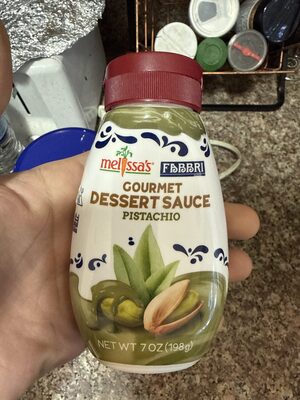 melissa's FABBRI
GOURMET
DESSERT SAUCE
PISTACHIO
NET WT 7 OZ (198g)